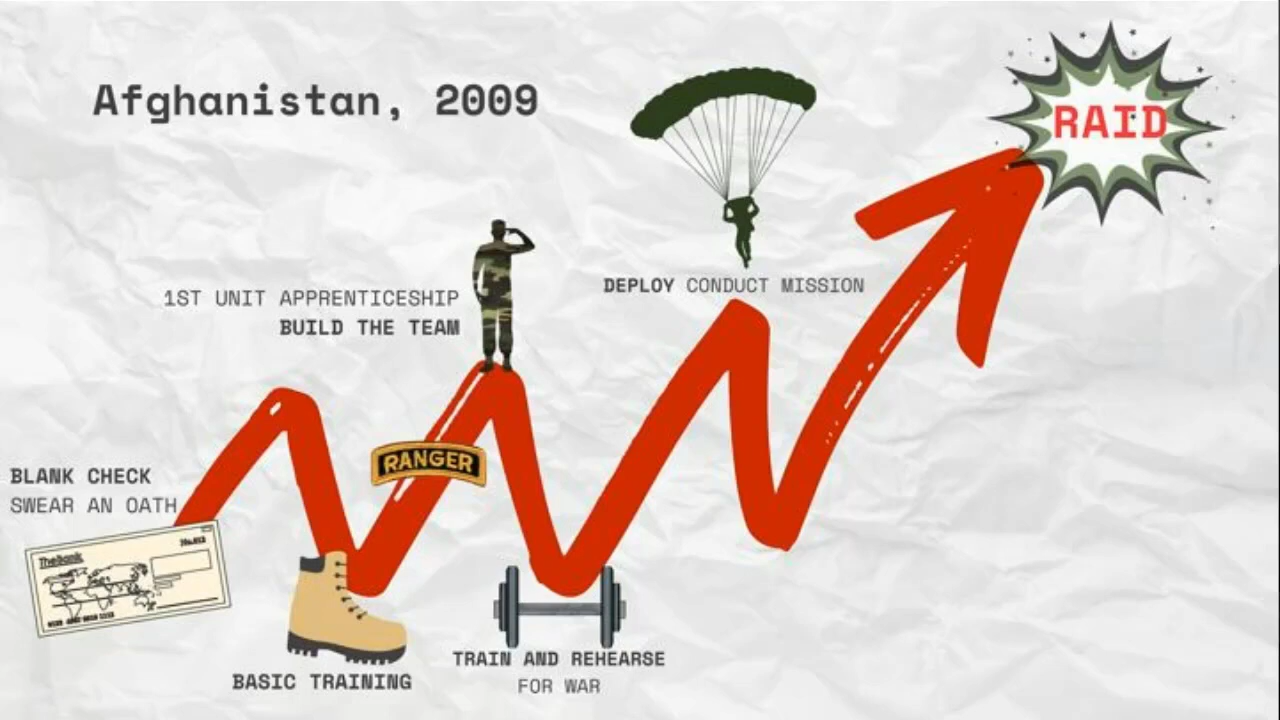 Afghanistan, 2009
RAID
DEPLOY CONDUCT MISSION
1ST UNIT APPRENTICESHIP
BUILD THE TEAM
RANGER
BLANK CHECK
SWEAR AN OATH
TheBank
BASIC TRAINING
TRAIN AND REHEARSE
FOR WAR